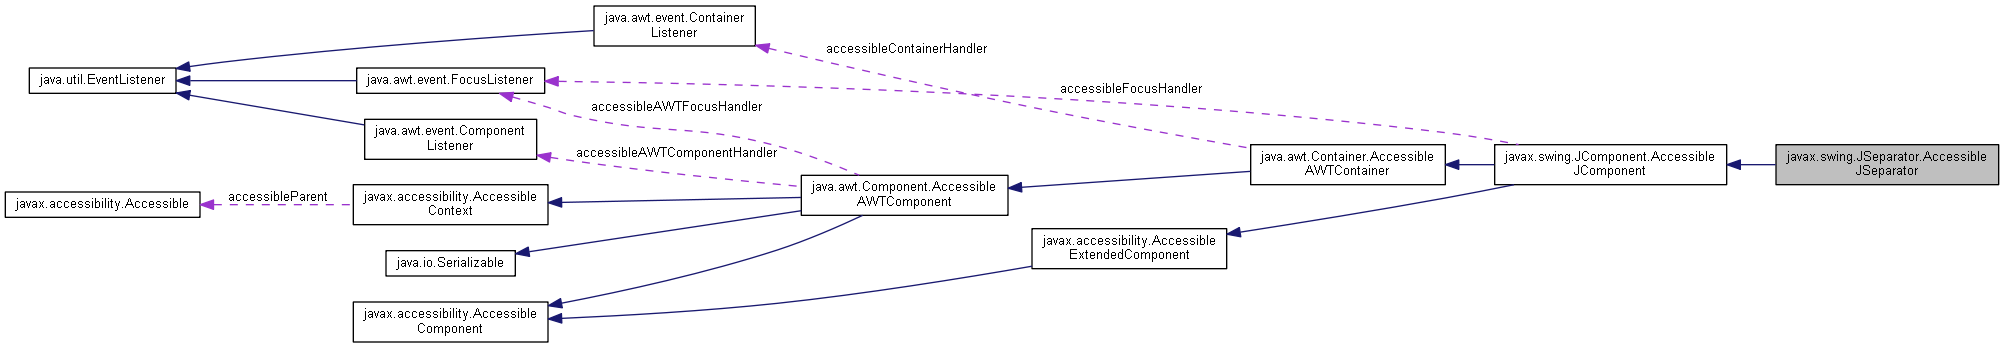 java.awt.event.Container
Listener
accessibleContainerHandler
java.util.EventListener
java.awt.event.FocusListener
accessibleFocusHandler
accessibleAWTFocusHandler
java.awt.event.Component
Listener
accessibleAWTComponentHandler
java.awt.Container.Accessible
AWTContainer
javax.swing.JComponent.Accessible
JComponent
javax.swing.JSeparator.Accessible
JSeparator
java.awt.Component.Accessible
AWTComponent
javax.accessibility.Accessible
accessibleParent
javax.accessibility.Accessible
Context
javax.accessibility.Accessible
ExtendedComponent
java.io.Serializable
javax.accessibility.Accessible
Component